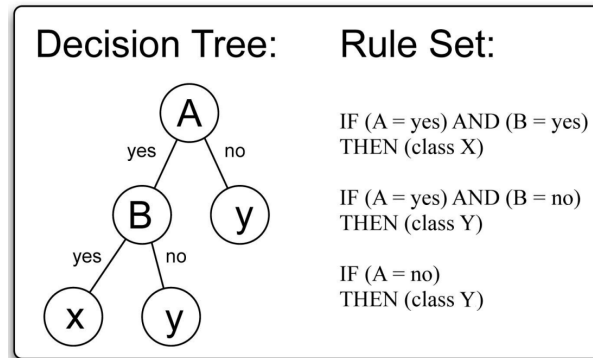 Decision Tree:
A
yes
no
B
y
yes
no
x
y
Rule Set:
IF (A = yes) AND (B = yes)
THEN (class X)
IF (A = yes) AND (B = no)
THEN (class Y)
IF (A = no)
THEN (class Y)